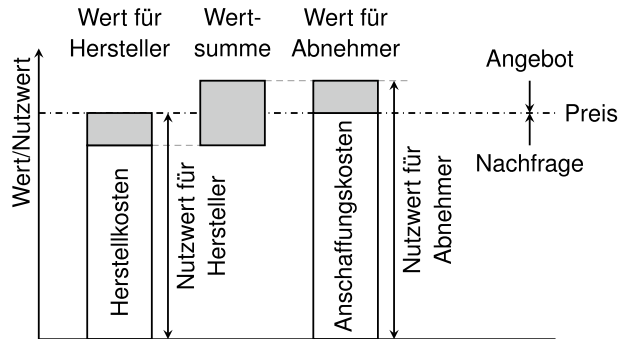 Wert für
Hersteller
Wert-
summe
Wert für
Abnehmer
Wert/Nutzwert
Herstellkosten
Nutzwert für
Hersteller
Anschaffungskosten
Nutzwert für
Abnehmer
Angebot
Preis
Nachfrage